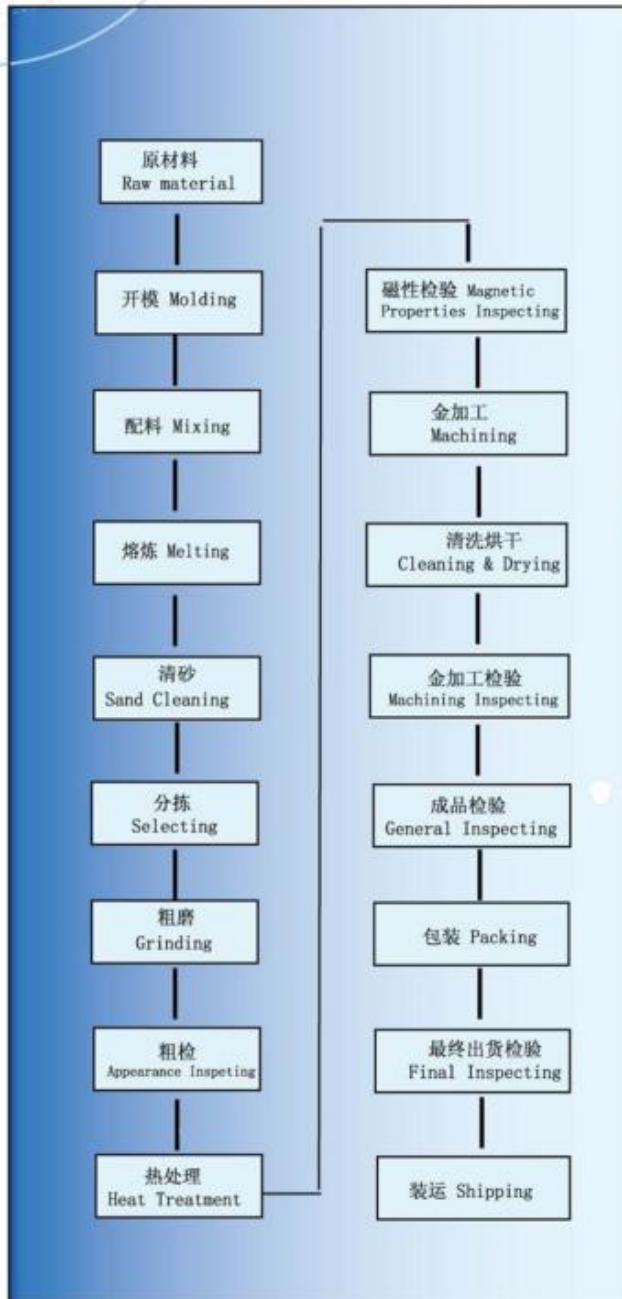 原材料
Raw material
开模 Molding
配料 Mixing
熔炼 Melting
清砂
Sand Cleaning
分拣
Selecting
粗磨
Grinding
粗检
Appearance Inspeting
热处理
Heat Treatment
磁性检验 Magnetic
Properties Inspecting
金加工
Machining
清洗烘干
Cleaning & Drying
金加工检验
Machining Inspecting
成品检验
General Inspecting
包装 Packing
最终出货检验
Final Inspecting
装运 Shipping